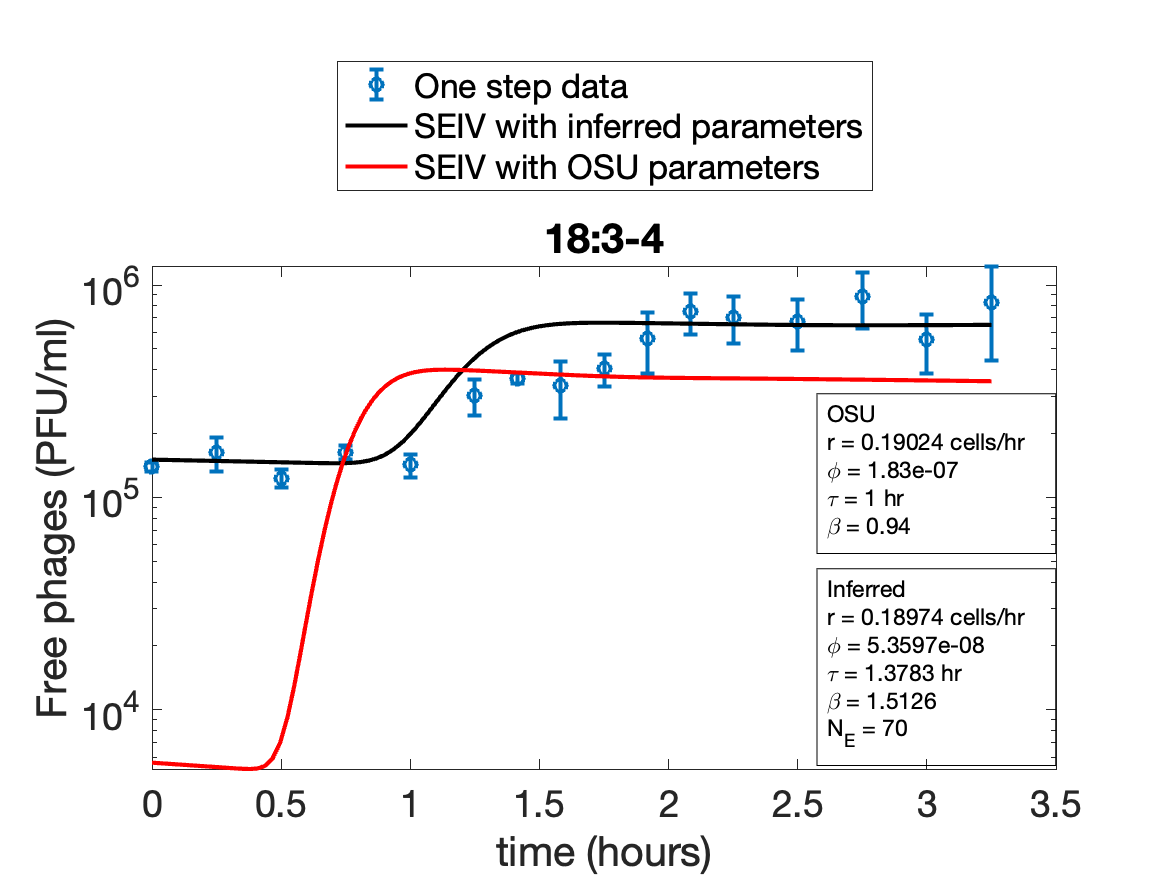 One step data
SEIV with inferred parameters
SEIV with OSU parameters
18:3-4
Free phages (PFU/ml)
10^6
10^5
10^4
OSU
r = 0.19024 cells/hr
ϕ = 1.83e-07
τ = 1 hr
β = 0.94
Inferred
r = 0.18974 cells/hr
ϕ = 5.3597e-08
τ = 1.3783 hr
β = 1.5126
N_E = 70
0 0.5 1 1.5 2 2.5 3 3.5
time (hours)